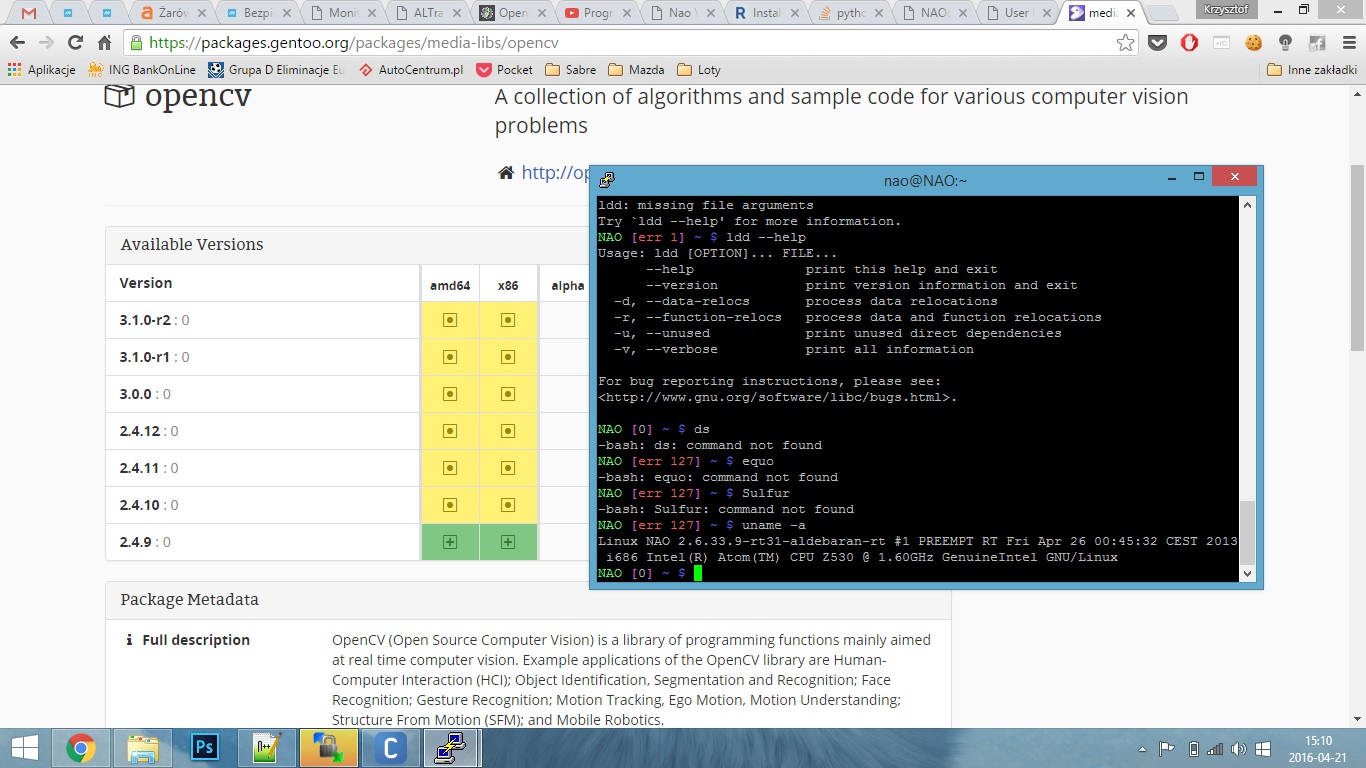 Żarów
Bezpi
Moni
ALTra
Open
Progr
Nao
Instal
pytho
NAO
User
media
Krzysztof
https://packages.gentoo.org/packages/media-libs/opencv
Aplikacje
ING BankOnLine
Grupa D Eliminacje Eu
AutoCentrum.pl
Pocket
Sabre
Mazda
Loty
Inne zakładki
opencv
A collection of algorithms and sample code for various computer vision
problems
http://op
Available Versions
Version amd64 x86 alpha
3.1.0-r2 : 0
3.1.0-r1 : 0
3.0.0 : 0
2.4.12 : 0
2.4.11 : 0
2.4.10 : 0
2.4.9 : 0
Package Metadata
Full description
OpenCV (Open Source Computer Vision) is a library of programming functions mainly aimed
at real time computer vision. Example applications of the OpenCV library are Human-
Computer Interaction (HCI); Object Identification, Segmentation and Recognition; Face
Recognition; Gesture Recognition; Motion Tracking, Ego Motion, Motion Understanding;
Structure From Motion (SFM); and Mobile Robotics.
nao@NAO:~
ldd: missing file arguments
Try `ldd --help' for more information.
NAO [err 1] ~ $ ldd --help
Usage: ldd [OPTION]... FILE...
--help print this help and exit
--version print version information and exit
-d, --data-relocs process data relocations
-r, --function-relocs process data and function relocations
-u, --unused print unused direct dependencies
-v, --verbose print all information
For bug reporting instructions, please see:
<http://www.gnu.org/software/libc/bugs.html>.
NAO [0] ~ $ ds
-bash: ds: command not found
NAO [err 127] ~ $ equo
-bash: equo: command not found
NAO [err 127] ~ $ Sulfur
-bash: Sulfur: command not found
NAO [err 127] ~ $ uname -a
Linux NAO 2.6.33.9-rt31-aldebaran-rt #1 PREEMPT RT Fri Apr 26 00:45:32 CEST 2013
i686 Intel(R) Atom(TM) CPU Z530 @ 1.60GHz GenuineIntel GNU/Linux
NAO [0] ~ $
Ps
C
15:10
2016-04-21